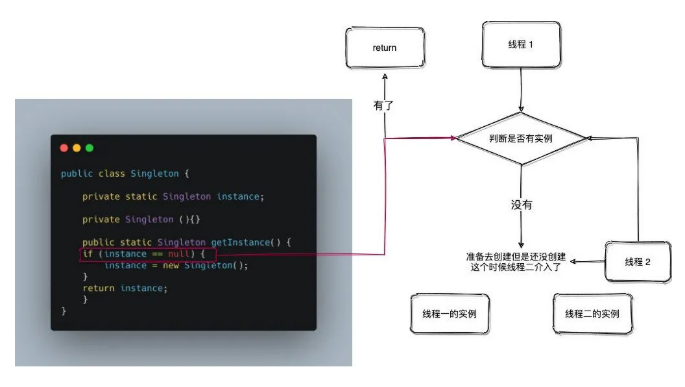 public class Singleton {
private static Singleton instance;
private Singleton (){}
public static Singleton getInstance() {
if (instance == null) {
instance = new Singleton();
}
return instance;
}
}
return
线程 1
有了
判断是否有实例
没有
准备去创建但是还没创建
这个时候线程二介入了
线程 2
线程一的实例
线程二的实例